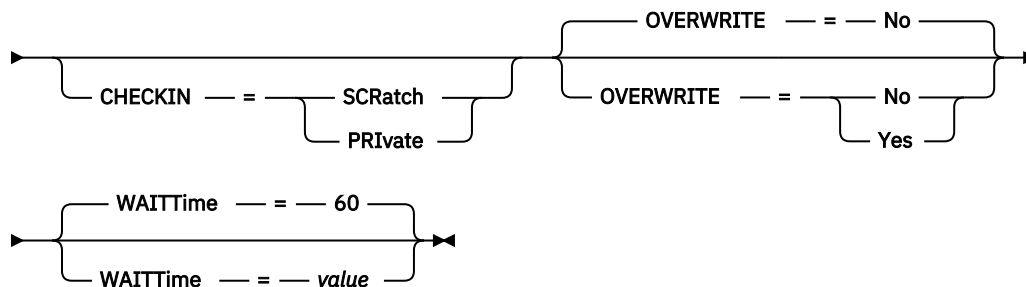 OVERWRITE = No
CHECKIN = SCRatch
OVERWRITE = No
PRIvate
Yes
WAITTime = 60
WAITTime = value